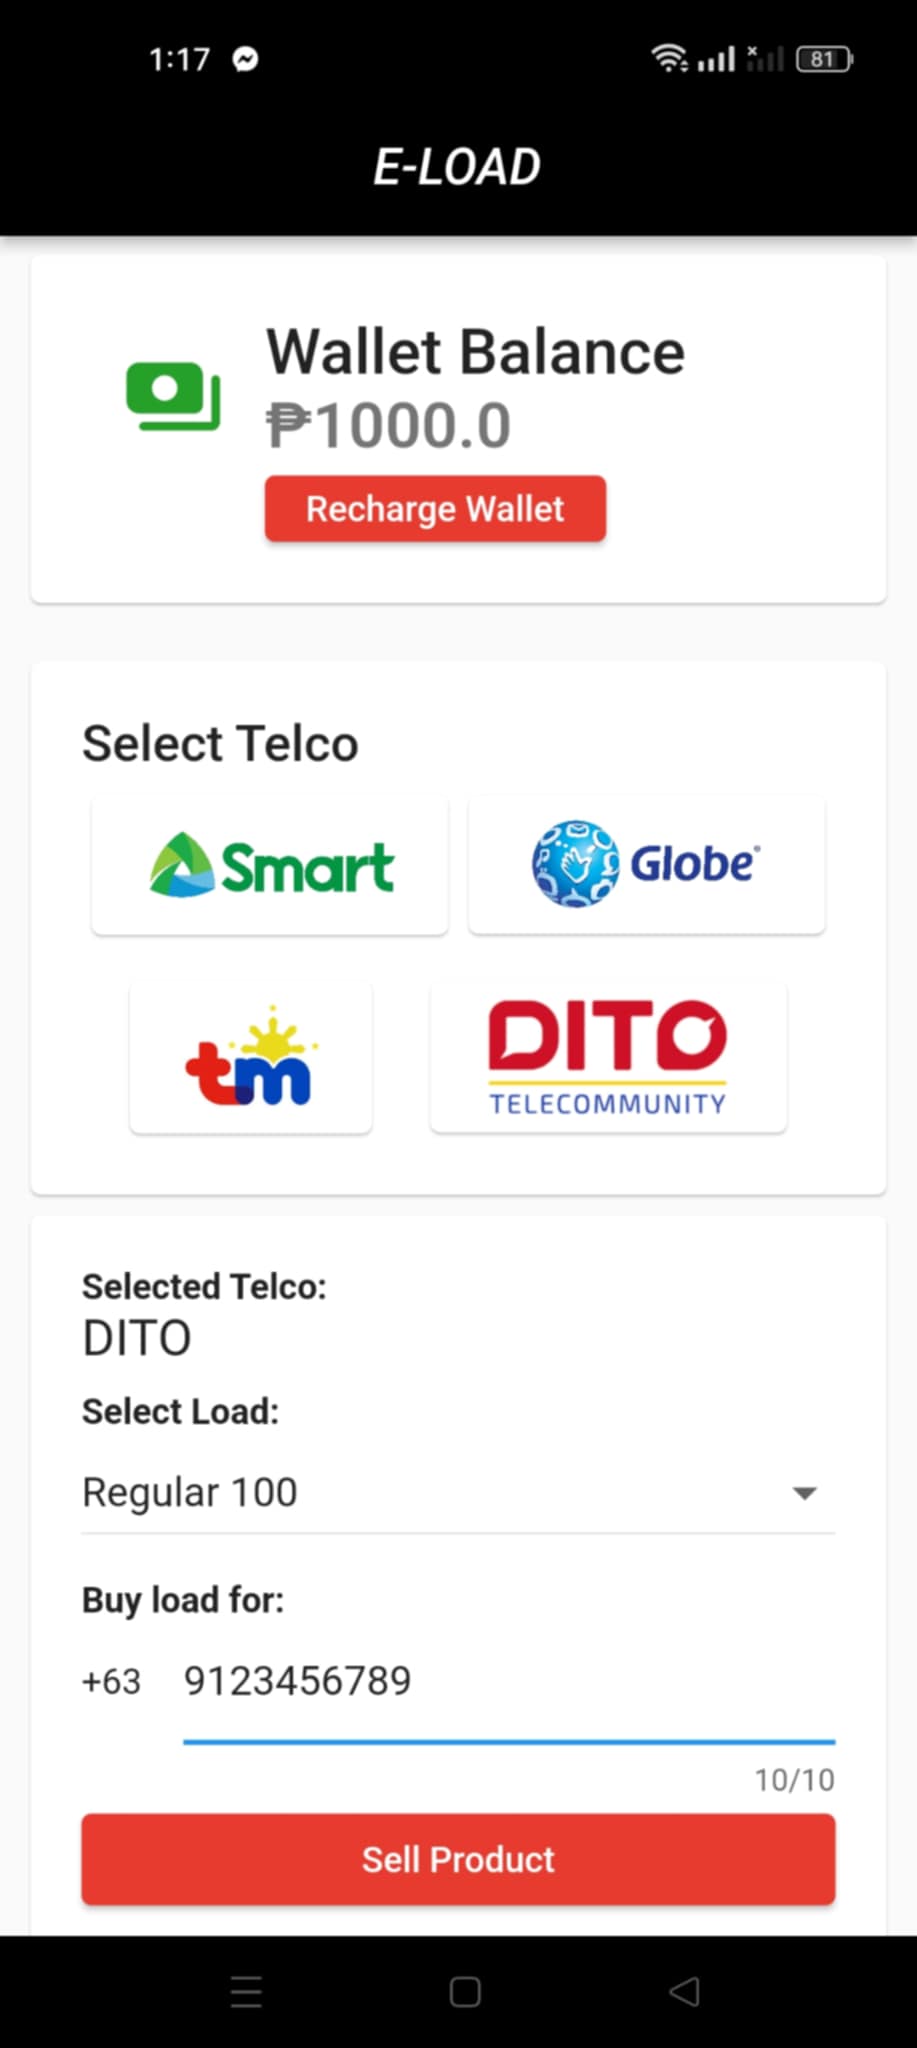 1:17
81
E-LOAD
Wallet Balance
₱1000.0
Recharge Wallet
Select Telco
Smart
Globe
tm
DITO
TELECOMMUNITY
Selected Telco:
DITO
Select Load:
Regular 100
Buy load for:
+63 9123456789
10/10
Sell Product